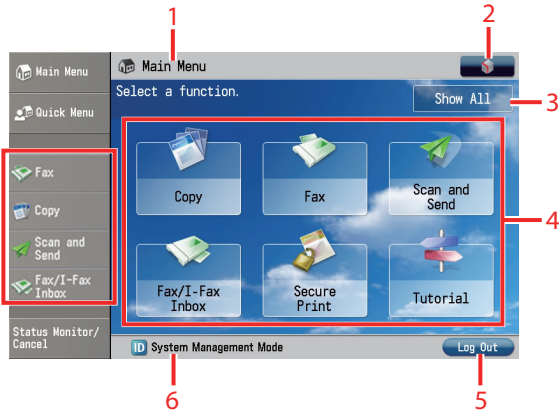 1
2
Main Menu
Main Menu
Select a function.
Show All
3
Quick Menu
Fax
Copy
Scan and
Send
Fax/I-Fax
Inbox
Copy
Fax
Scan and
Send
4
Fax/I-Fax
Inbox
Secure
Print
Tutorial
Status Monitor/
Cancel
ID System Management Mode
Log Out
6
5